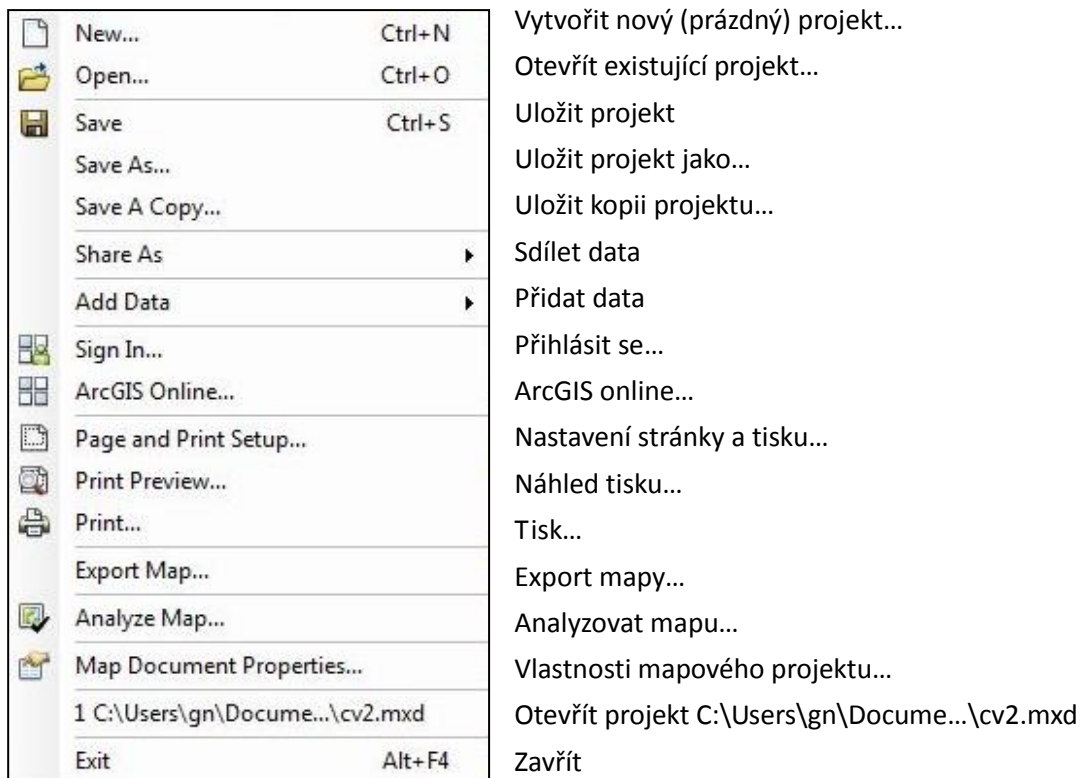 New... Ctrl+N Vytvořit nový (prázdný) projekt…
Open... Ctrl+O Otevřít existující projekt…
Save Ctrl+S Uložit projekt
Save As... Uložit projekt jako…
Save A Copy... Uložit kopii projektu…
Share As Sdílet data
Add Data Přidat data
Sign In... Přihlásit se…
ArcGIS Online... ArcGIS online…
Page and Print Setup... Nastavení stránky a tisku…
Print Preview... Náhled tisku…
Print... Tisk…
Export Map... Export mapy…
Analyze Map... Analyzovat mapu…
Map Document Properties... Vlastnosti mapového projektu…
1 C:\Users\gn\Docume...\cv2.mxd Otevřít projekt C:\Users\gn\Docume…\cv2.mxd
Exit Alt+F4 Zavřít